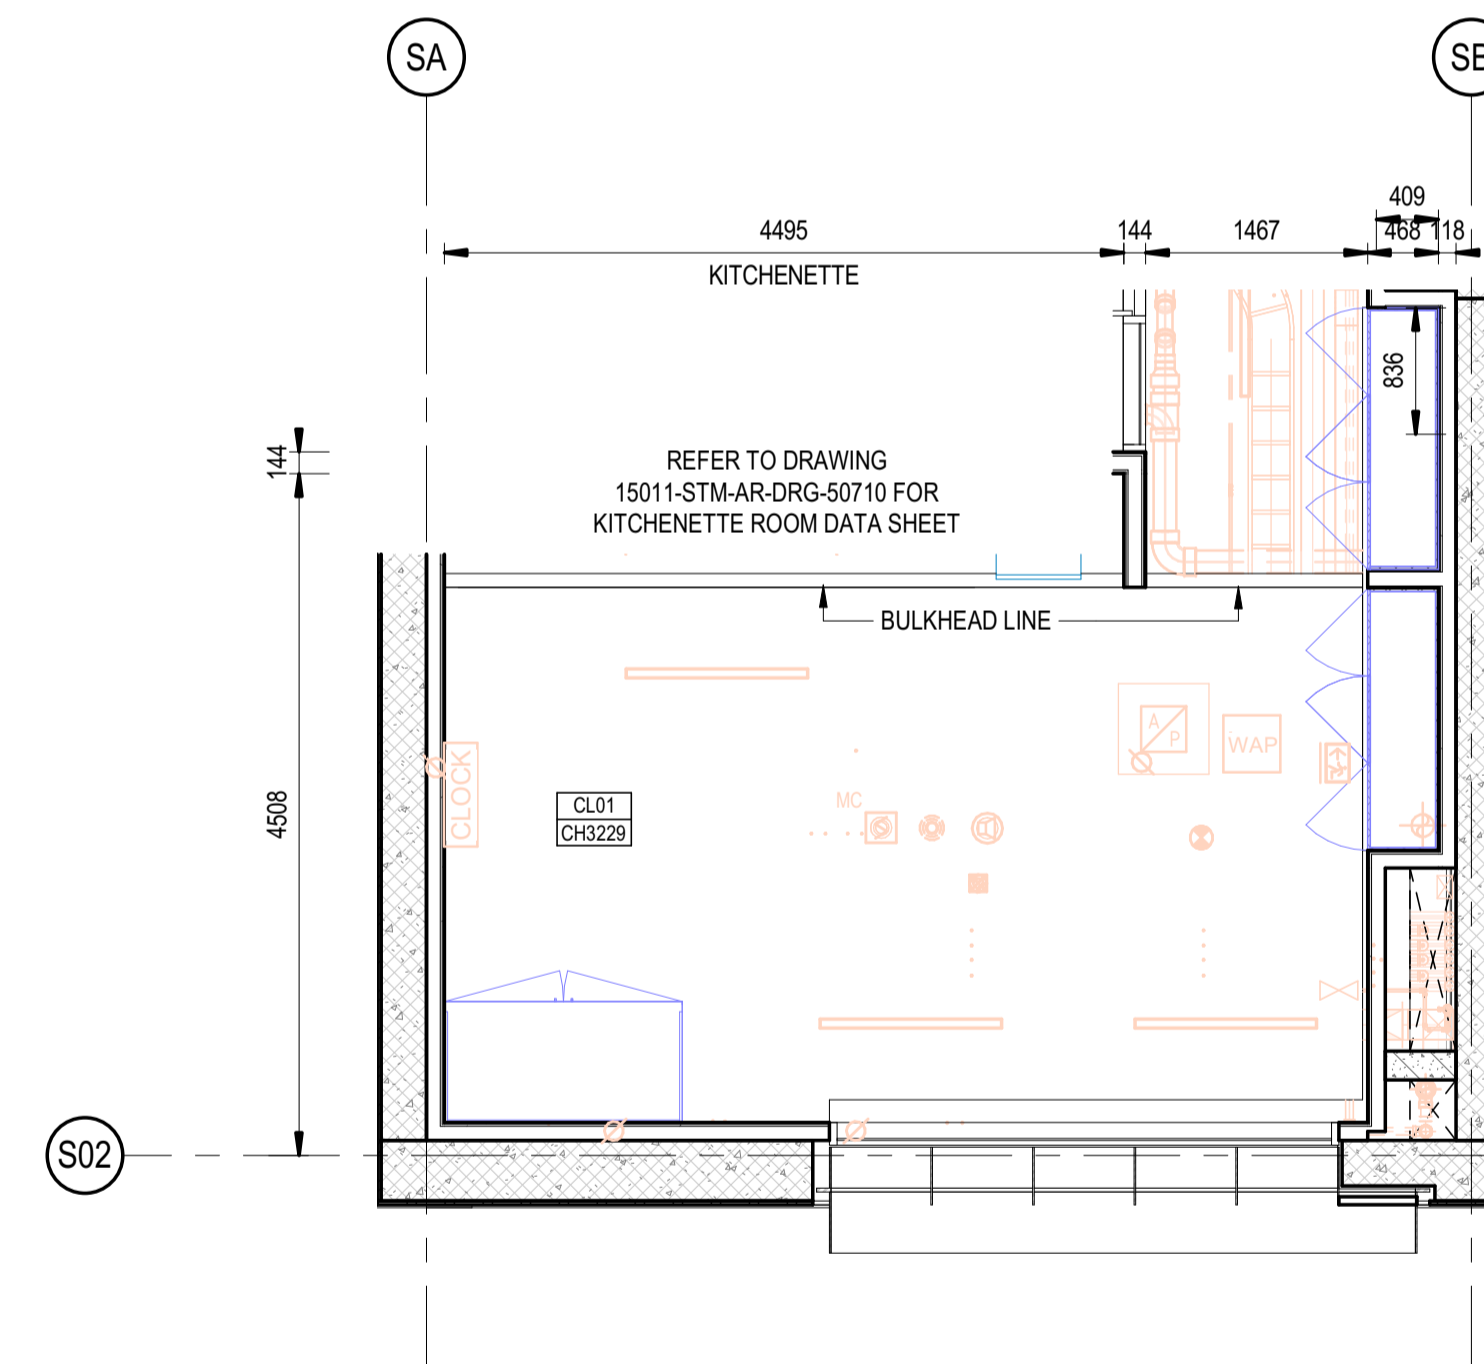 SA
409
4495
144
1467
468
118
KITCHENETTE
836
144
REFER TO DRAWING
15011-STM-AR-DRG-50710 FOR
KITCHENETTE ROOM DATA SHEET
BULKHEAD LINE
A
P
WAP
CLOCK
MC
CL01
CH3229
4508
S02